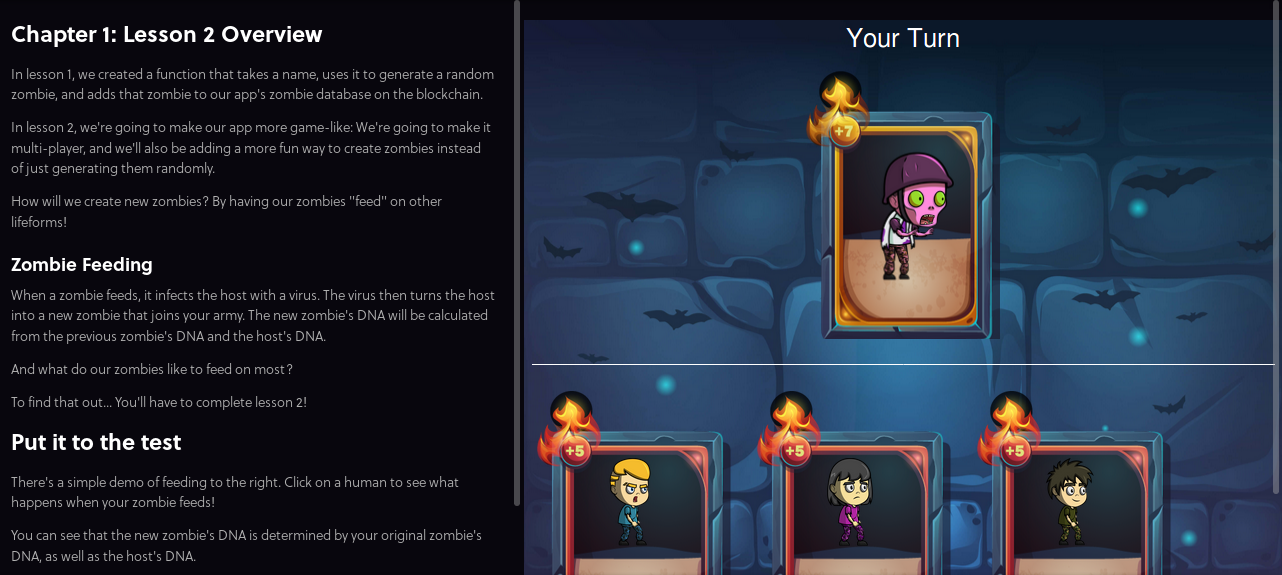 Chapter 1: Lesson 2 Overview
In lesson 1, we created a function that takes a name, uses it to generate a random
zombie, and adds that zombie to our app's zombie database on the blockchain.
In lesson 2, we're going to make our app more game-like: We're going to make it
multi-player, and we'll also be adding a more fun way to create zombies instead
of just generating them randomly.
How will we create new zombies? By having our zombies "feed" on other
lifeforms!
Zombie Feeding
When a zombie feeds, it infects the host with a virus. The virus then turns the host
into a new zombie that joins your army. The new zombie's DNA will be calculated
from the previous zombie's DNA and the host's DNA.
And what do our zombies like to feed on most?
To find that out... You'll have to complete lesson 2!
Put it to the test
There's a simple demo of feeding to the right. Click on a human to see what
happens when your zombie feeds!
You can see that the new zombie's DNA is determined by your original zombie's
DNA, as well as the host's DNA.
Your Turn
+7
+5
+5
+5